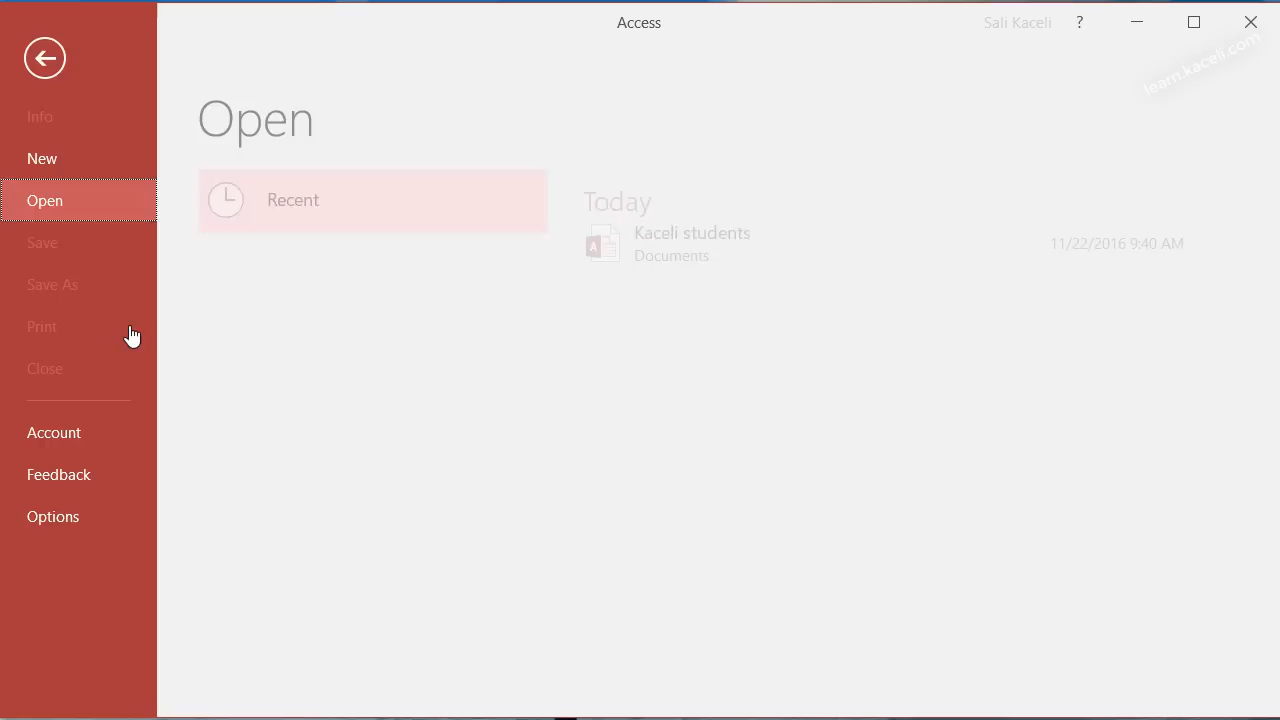 Access
Sali Kaceli
?
learn.kaceli.com
Info
New
Open
Save
Save As
Print
Close
Account
Feedback
Options
Open
Recent
Today
A
Kaceli students
Documents
11/22/2016 9:40 AM